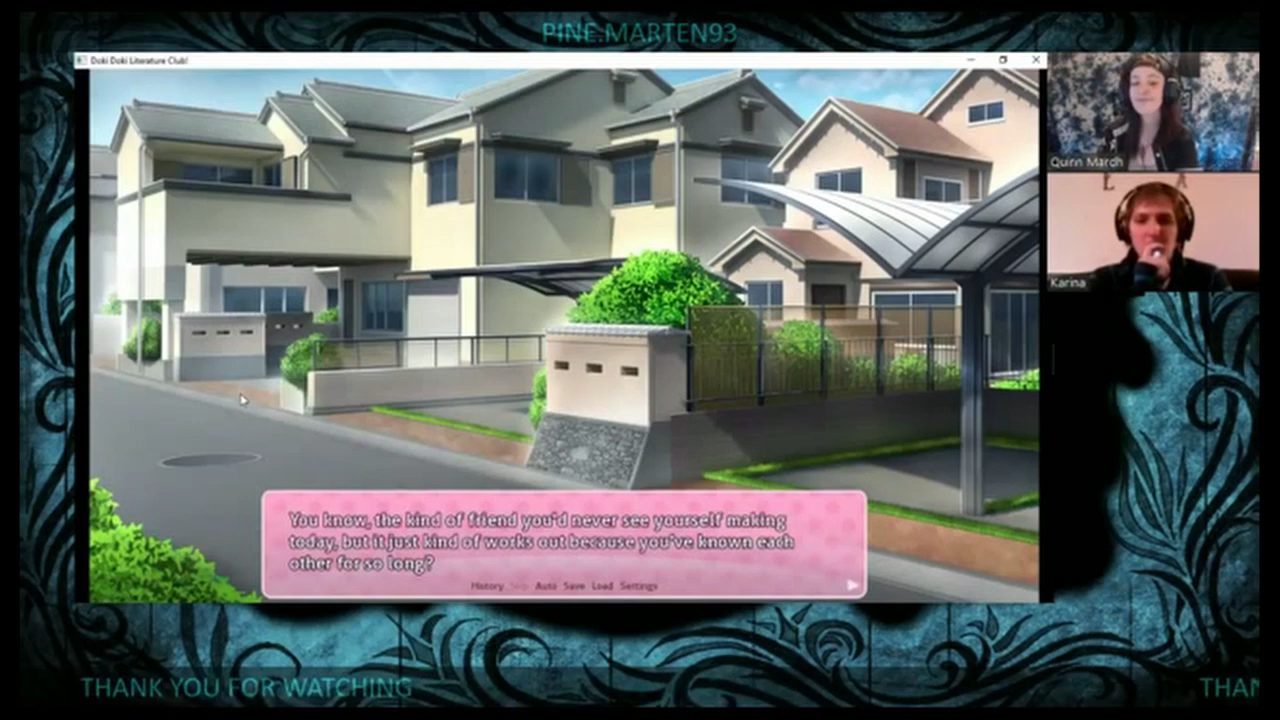 PINE.MARTEN93
Doki Doki Literature Club!
Quinn March
Karina
You know, the kind of friend you'd never see yourself making
today, but it just kind of works out because you've known each
other for so long?
History Skip Auto Save Load Settings
THANK YOU FOR WATCHING
THAN